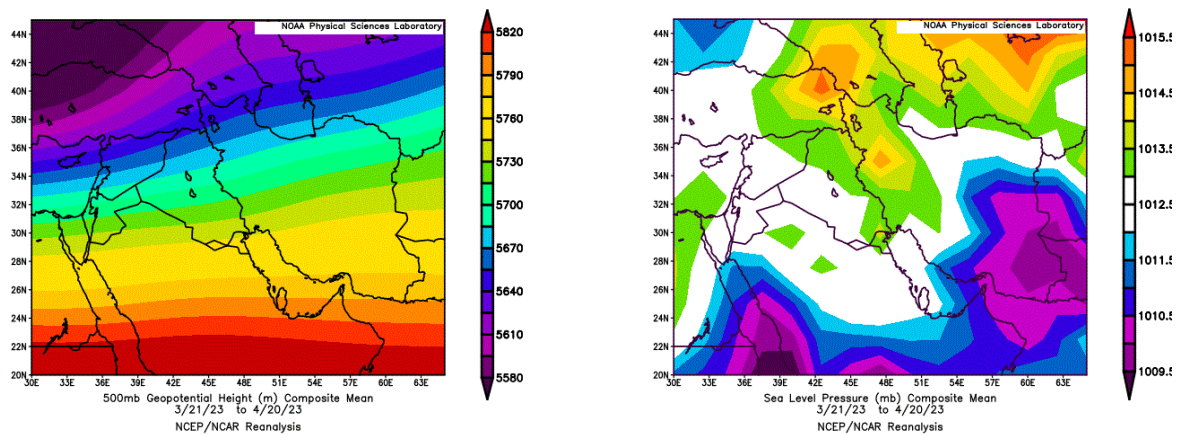 NOAA Physical Sciences Laboratory
44N
42N
40N
38N
36N
34N
32N
30N
28N
26N
24N
22N
20N
30E 33E 36E 39E 42E 45E 48E 51E 54E 57E 60E 63E
5820
5790
5760
5730
5700
5670
5640
5610
5580
500mb Geopotential Height (m) Composite Mean
3/21/23 to 4/20/23
NCEP/NCAR Reanalysis
NOAA Physical Sciences Laboratory
44N
42N
40N
38N
36N
34N
32N
30N
28N
26N
24N
22N
20N
30E 33E 36E 39E 42E 45E 48E 51E 54E 57E 60E 63E
1015.5
1014.5
1013.5
1012.5
1011.5
1010.5
1009.5
Sea Level Pressure (mb) Composite Mean
3/21/23 to 4/20/23
NCEP/NCAR Reanalysis